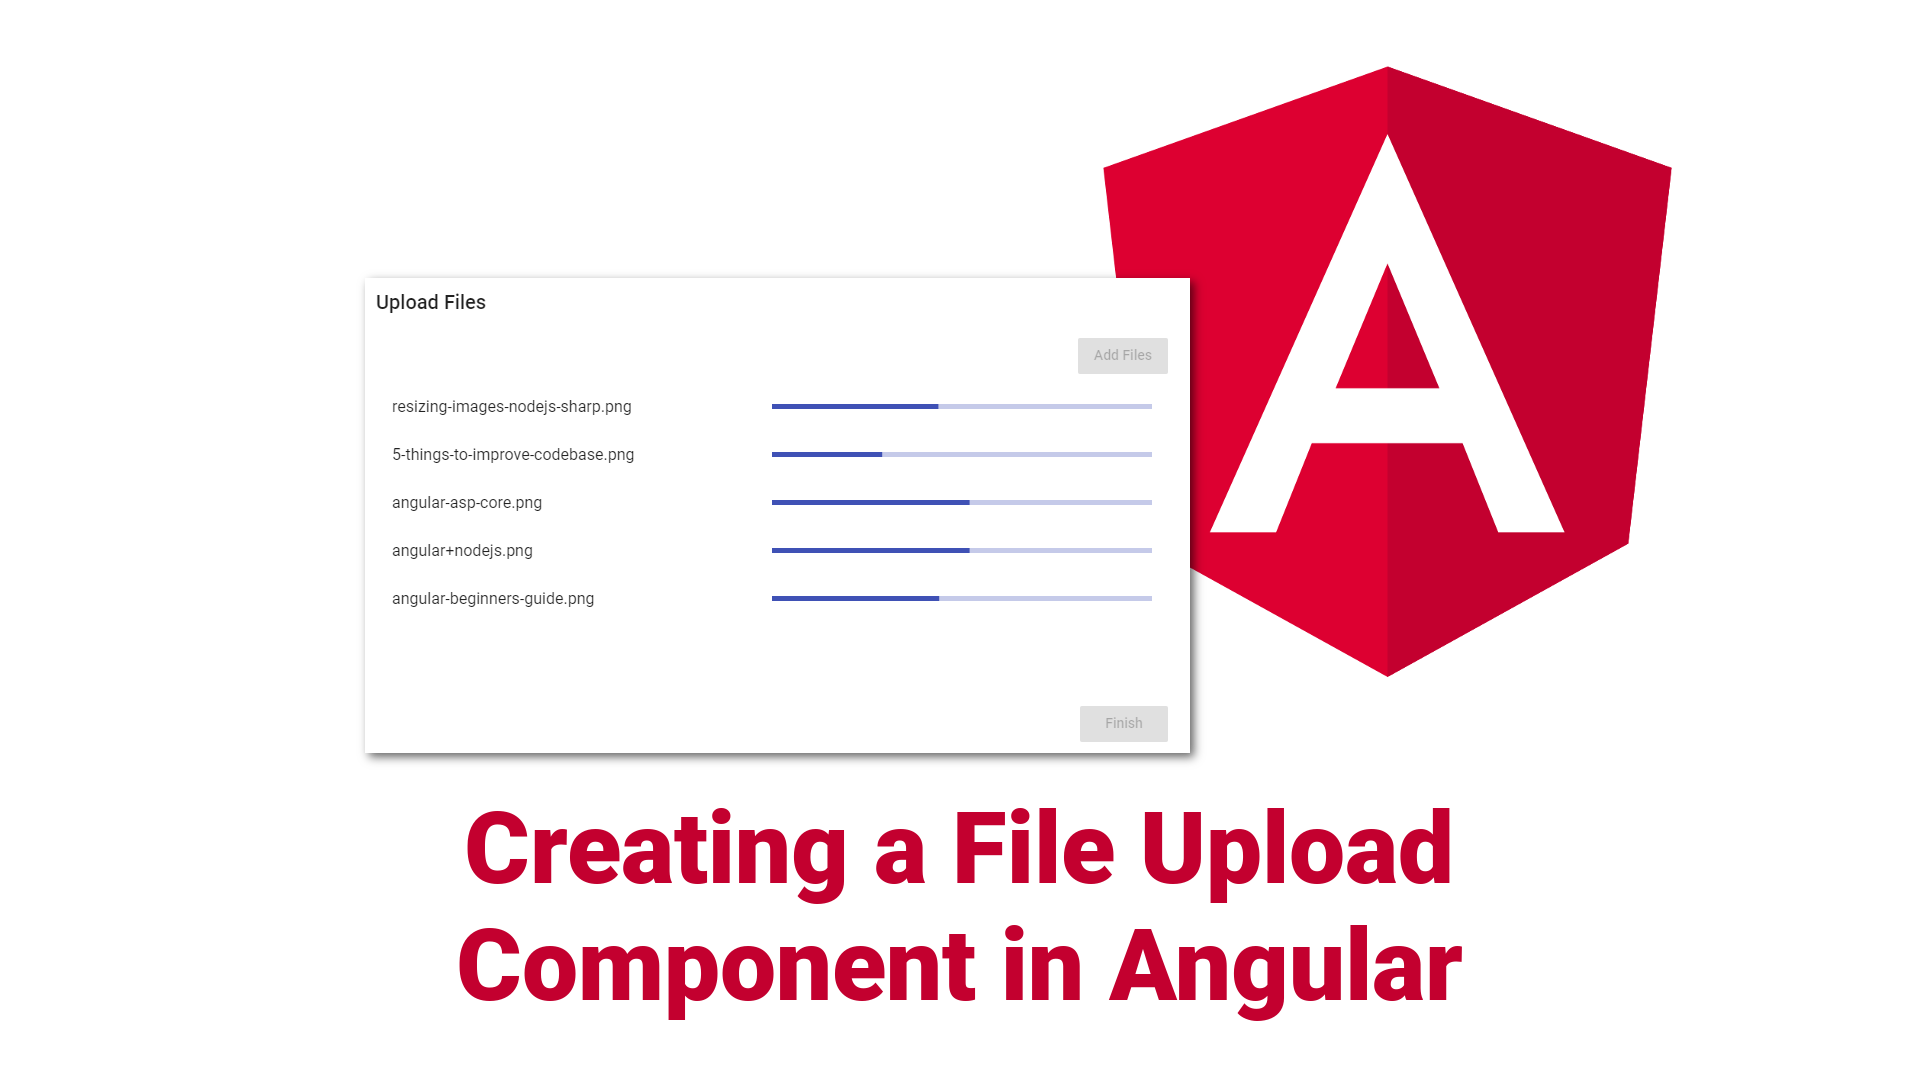 Upload Files
Add Files
resizing-images-nodejs-sharp.png
5-things-to-improve-codebase.png
angular-asp-core.png
angular+nodejs.png
angular-beginners-guide.png
Finish
A
Creating a File Upload
Component in Angular